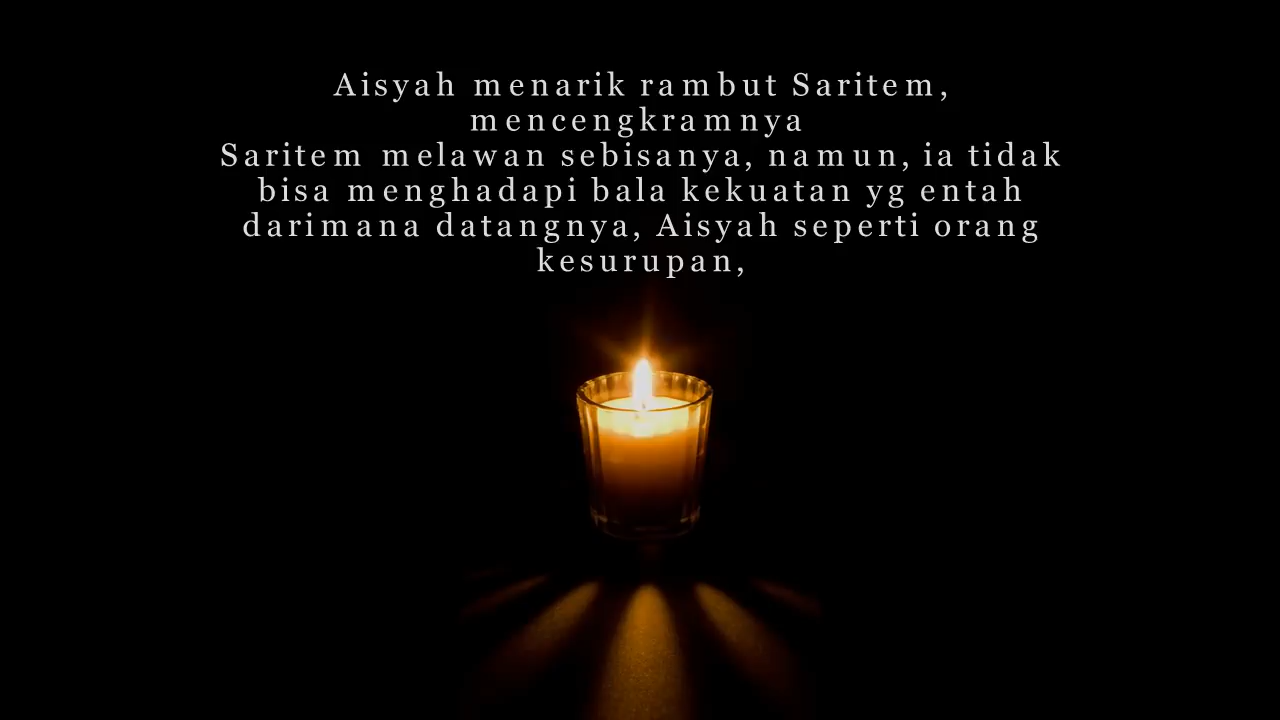 Aisyah menarik rambut Saritem,
mencengkramnya
Saritem melawan sebisanya, namun, ia tidak
bisa menghadapi bala kekuatan yg entah
darimana datangnya, Aisyah seperti orang
kesurupan,